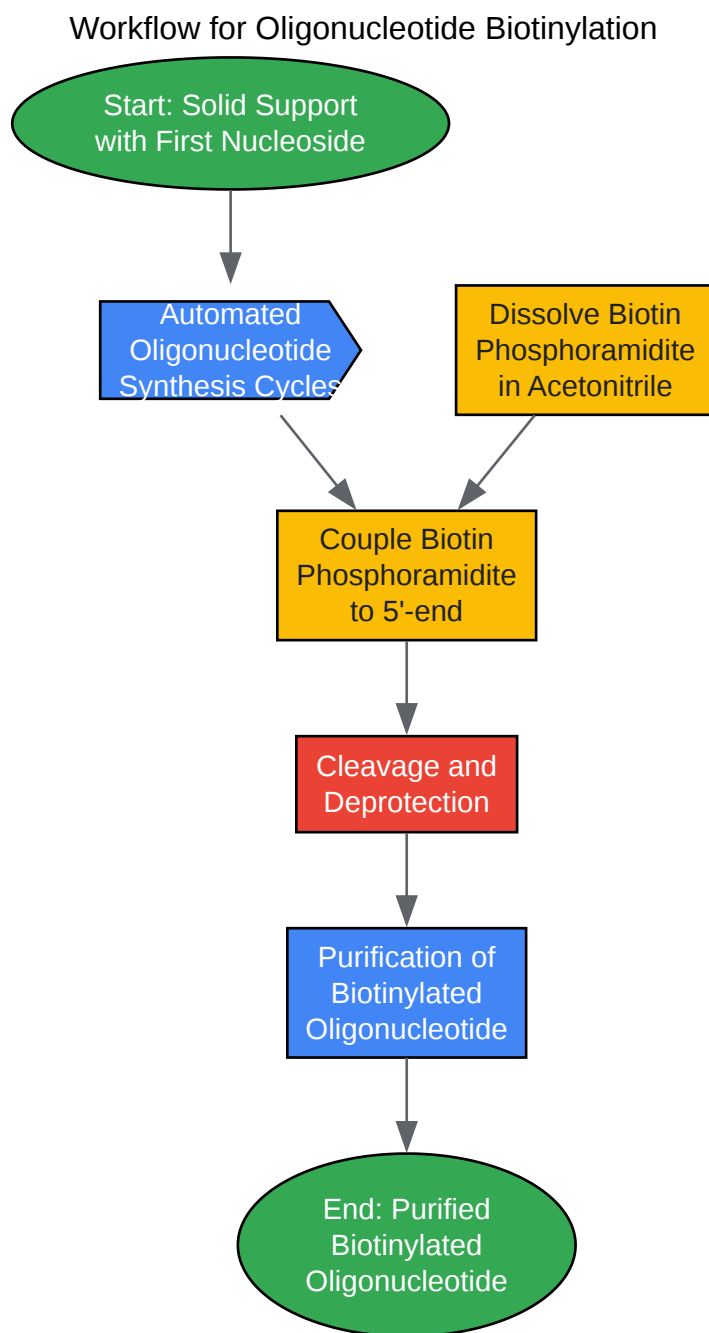 Workflow for Oligonucleotide Biotinylation
Start: Solid Support
with First Nucleoside
Automated
Oligonucleotide
Synthesis Cycles
Dissolve Biotin
Phosphoramidite
in Acetonitrile
Couple Biotin
Phosphoramidite
to 5'-end
Cleavage and
Deprotection
Purification of
Biotinylated
Oligonucleotide
End: Purified
Biotinylated
Oligonucleotide